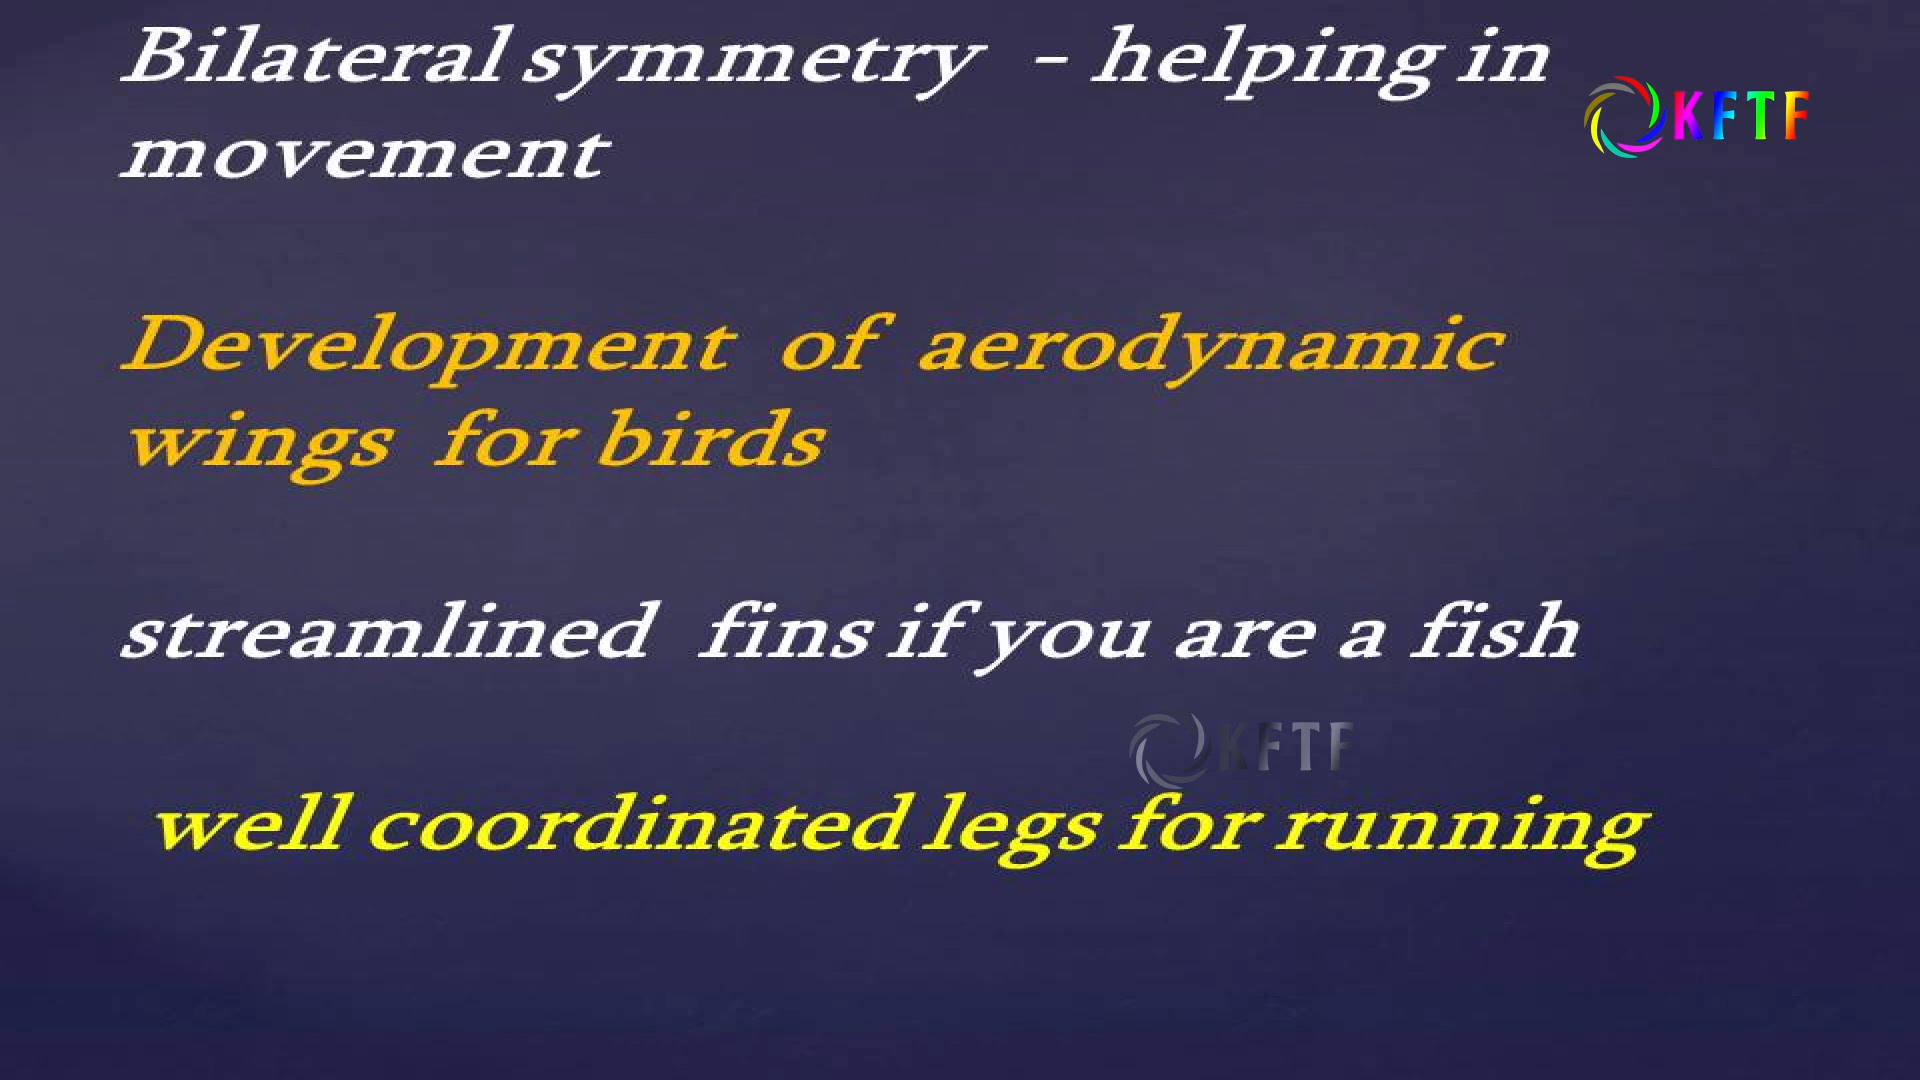 Bilateral symmetry - helping in
movement
KFTF
Development of aerodynamic
wings for birds
streamlined fins if you are a fish
KFTF
well coordinated legs for running